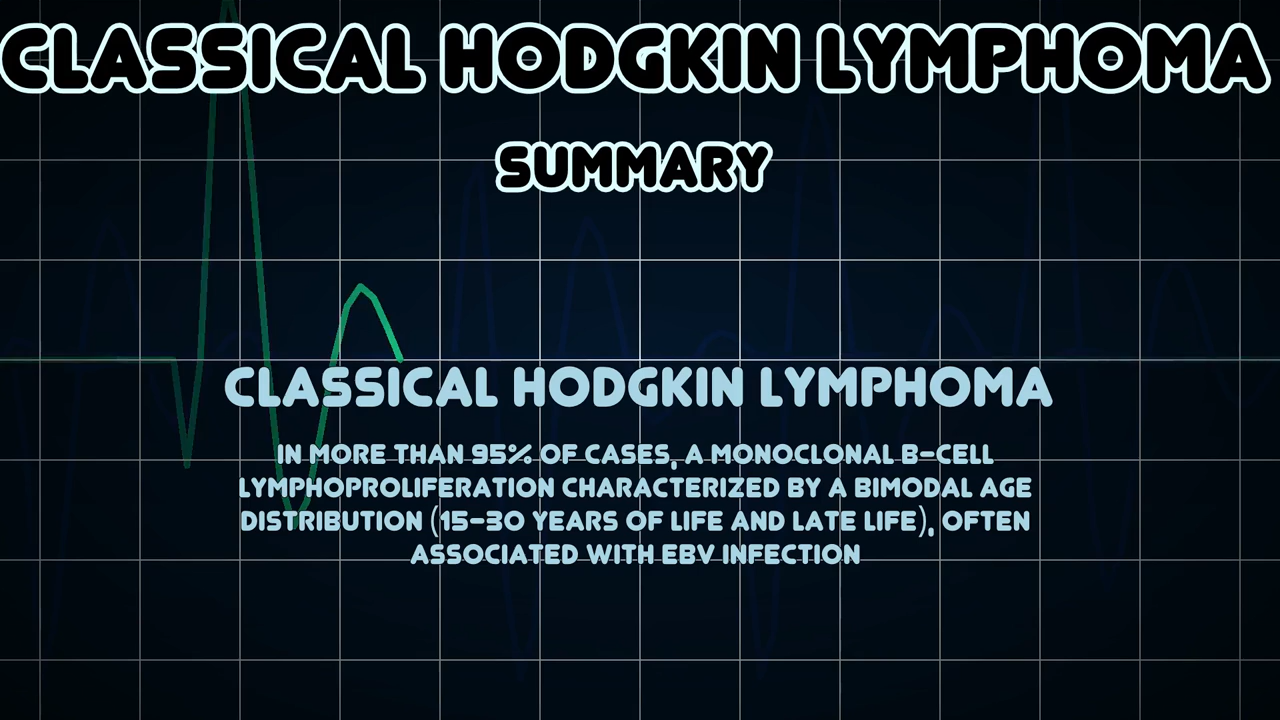 CLASSICAL HODGKIN LYMPHOMA
SUMMARY
CLASSICAL HODGKIN LYMPHOMA
IN MORE THAN 95% OF CASES, A MONOCLONAL B-CELL
LYMPHOPROLIFERATION CHARACTERIZED BY A BIMODAL AGE
DISTRIBUTION (15-30 YEARS OF LIFE AND LATE LIFE), OFTEN
ASSOCIATED WITH EBV INFECTION